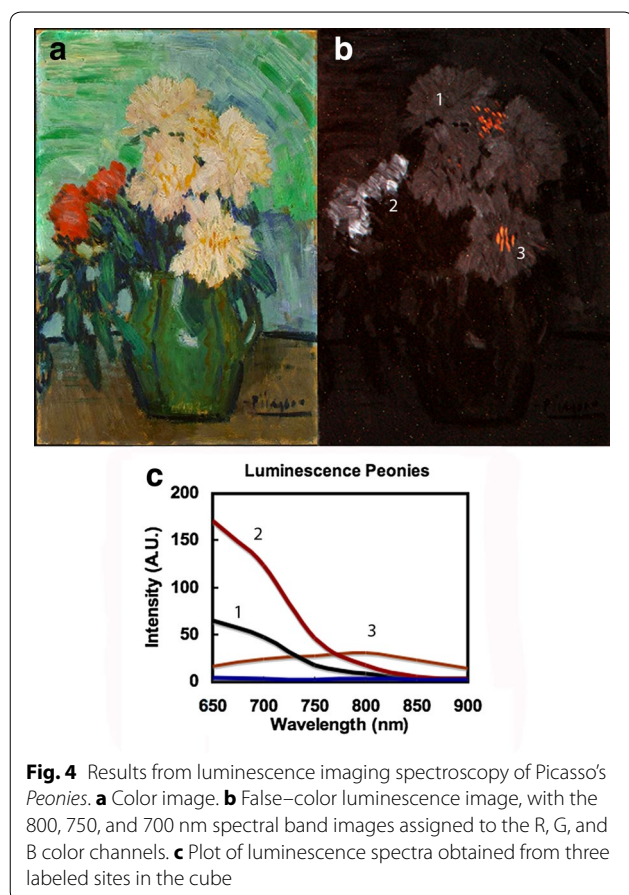 a
b
1
2
3
c
Luminescence Peonies
200
150
100
50
0
Intensity (A.U.)
2
1
3
650 700 750 800 850 900
Wavelength (nm)
Fig. 4 Results from luminescence imaging spectroscopy of Picasso’s
Peonies. a Color image. b False–color luminescence image, with the
800, 750, and 700 nm spectral band images assigned to the R, G, and
B color channels. c Plot of luminescence spectra obtained from three
labeled sites in the cube